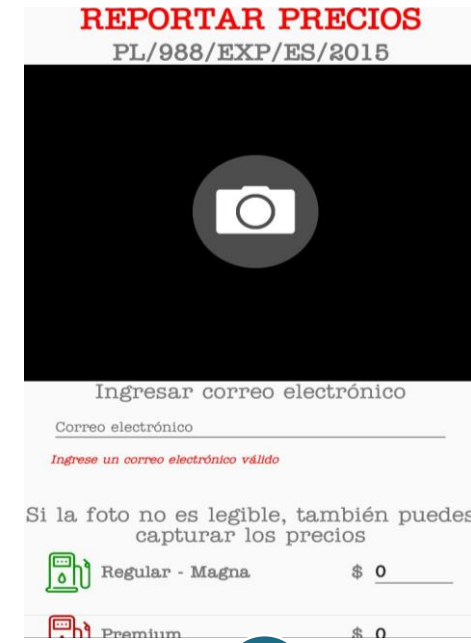 REPORTAR PRECIOS
PL/988/EXP/ES/2015
Ingresar correo electrónico
Correo electrónico
Ingrese un correo electrónico válido
Si la foto no es legible, también puedes
capturar los precios
Regular - Magna $ 0
Premium $ 0